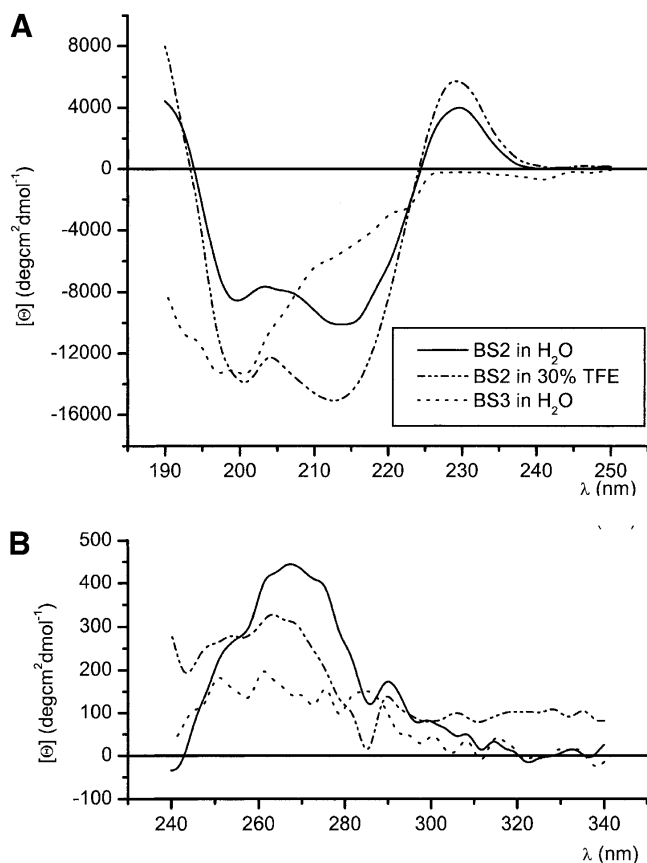 A
8000
4000
0
-4000
-8000
-12000
-16000
[Θ] (degcm²dmol⁻¹)
BS2 in H₂O
BS2 in 30% TFE
BS3 in H₂O
190 200 210 220 230 240 250
λ (nm)
B
500
400
300
200
100
0
-100
[Θ] (degcm²dmol⁻¹)
240 260 280 300 320 340
λ (nm)